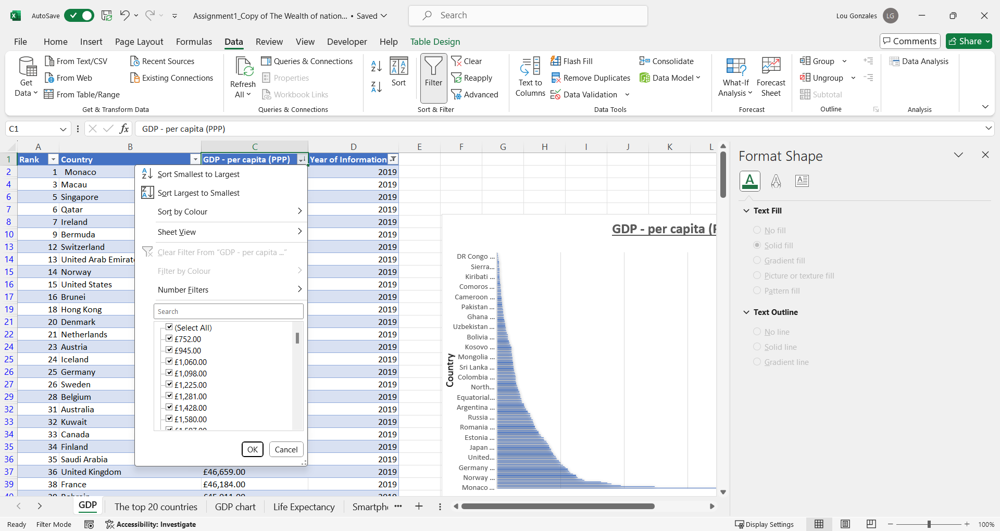 AutoSave
Assignment1_Copy of The Wealth of nation... • Saved
Search
Lou Gonzales
LG
File Home Insert Page Layout Formulas Data Review View Developer Help Table Design
Comments Share
Get Data
From Text/CSV
From Web
From Table/Range
Recent Sources
Existing Connections
Get & Transform Data
Refresh All
Queries & Connections
Properties
Workbook Links
Queries & Connections
Sort
Filter
Clear
Reapply
Advanced
Sort & Filter
Text to Columns
Flash Fill
Remove Duplicates
Data Validation
Consolidate
Data Model
Data Tools
What-If Analysis
Forecast Sheet
Forecast
Group
Ungroup
Subtotal
Outline
Data Analysis
Analysis
C1
fx
GDP - per capita (PPP)
A B C D E F G H I J K L
1 Rank Country GDP - per capita (PPP) Year of Information
2 1 Monaco 2019
4 3 Macau 2019
6 5 Singapore 2019
7 6 Qatar 2019
8 7 Ireland 2019
10 9 Bermuda 2019
13 12 Switzerland 2019
14 13 United Arab Emirat 2019
15 14 Norway 2019
16 15 United States 2019
17 16 Brunei 2019
19 18 Hong Kong 2019
21 20 Denmark 2019
22 21 Netherlands 2019
24 23 Austria 2019
25 24 Iceland 2019
26 25 Germany 2019
27 26 Sweden 2019
29 28 Belgium 2019
32 31 Australia 2019
33 32 Kuwait 2019
34 33 Canada 2019
35 34 Finland 2019
36 35 Saudi Arabia 2019
37 36 United Kingdom £46,659.00 2019
39 38 France £46,184.00 2019
Sort Smallest to Largest
Sort Largest to Smallest
Sort by Colour
Sheet View
Clear Filter From "GDP - per capita ..."
Filter by Colour
Number Filters
Search
(Select All)
£752.00
£945.00
£1,060.00
£1,098.00
£1,225.00
£1,281.00
£1,428.00
£1,580.00
OK Cancel
GDP - per capita (
Country
DR Congo ...
Sierra...
Kiribati ...
Comoros ...
Cameroon ...
Pakistan ...
Ghana ...
Uzbekistan ...
Bolivia ...
Kosovo ...
Mongolia ...
Sri Lanka ...
Colombia ...
North...
Equatorial...
Argentina ...
Russia ...
Romania ...
Estonia ...
Japan ...
United...
Germany ...
Norway ...
Monaco ...
Format Shape
Text Fill
No fill
Solid fill
Gradient fill
Picture or texture fill
Pattern fill
Text Outline
No line
Solid line
Gradient line
GDP The top 20 countries GDP chart Life Expectancy Smartph ...
Ready Filter Mode Accessibility: Investigate Display Settings 100%